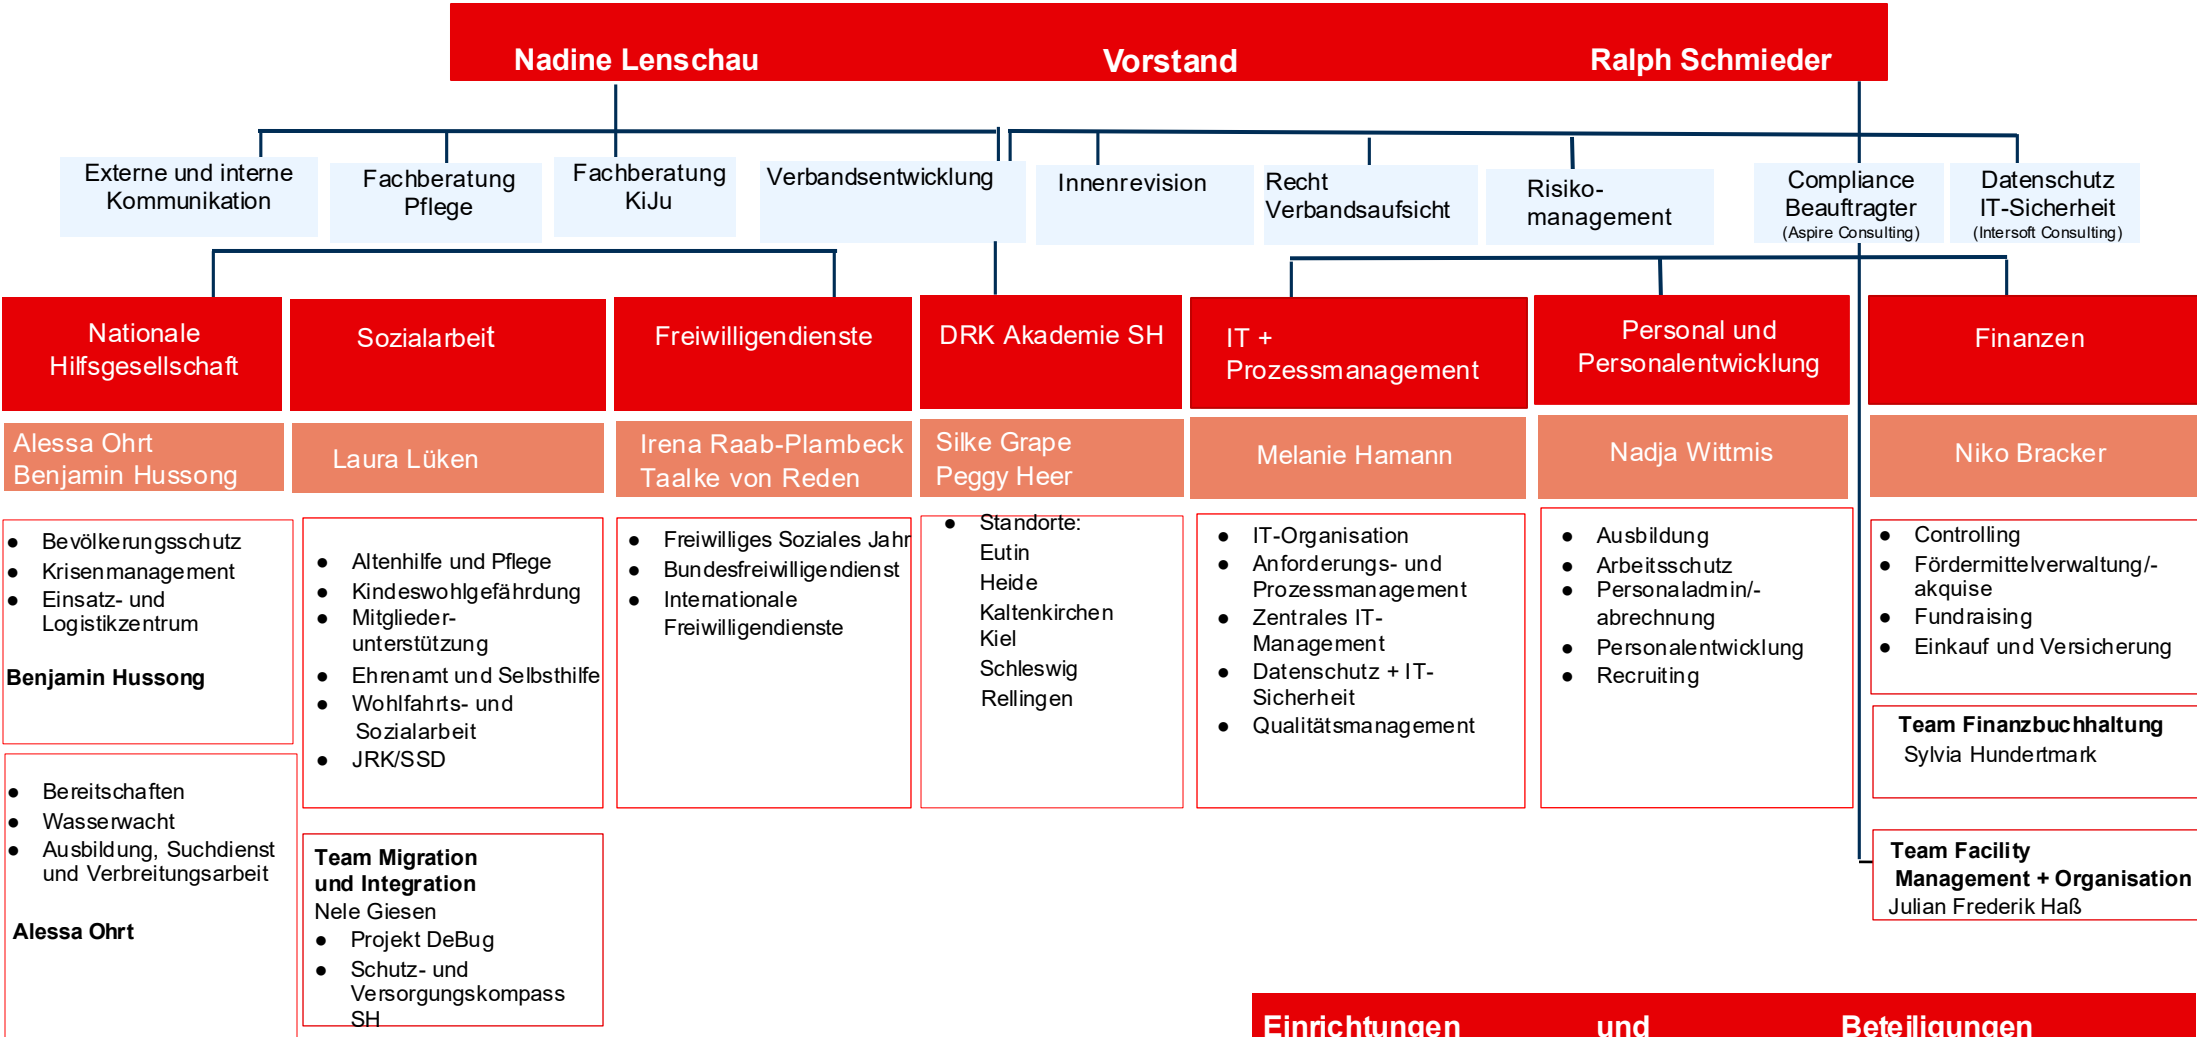 Nadine Lenschau Vorstand Ralph Schmieder
Externe und interne
Kommunikation
Fachberatung
Pflege
Fachberatung
KiJu
Verbandsentwicklung
Innenrevision
Recht
Verbandsaufsicht
Risiko-
management
Compliance
Beauftragter
(Aspire Consulting)
Datenschutz
IT-Sicherheit
(Intersoft Consulting)
Nationale
Hilfsgesellschaft
Alessa Ohrt
Benjamin Hussong
● Bevölkerungsschutz
● Krisenmanagement
● Einsatz- und
Logistikzentrum
Benjamin Hussong
● Bereitschaften
● Wasserwacht
● Ausbildung, Suchdienst
und Verbreitungsarbeit
Alessa Ohrt
Sozialarbeit
Laura Lüken
● Altenhilfe und Pflege
● Kindeswohlgefährdung
● Mitglieder-
unterstützung
● Ehrenamt und Selbsthilfe
● Wohlfahrts- und
Sozialarbeit
● JRK/SSD
Team Migration
und Integration
Nele Giesen
● Projekt DeBug
● Schutz- und
Versorgungskompass
SH
Freiwilligendienste
Irena Raab-Plambeck
Taalke von Reden
● Freiwilliges Soziales Jahr
● Bundesfreiwilligendienst
● Internationale
Freiwilligendienste
DRK Akademie SH
Silke Grape
Peggy Heer
● Standorte:
Eutin
Heide
Kaltenkirchen
Kiel
Schleswig
Rellingen
IT +
Prozessmanagement
Melanie Hamann
● IT-Organisation
● Anforderungs- und
Prozessmanagement
● Zentrales IT-
Management
● Datenschutz + IT-
Sicherheit
● Qualitätsmanagement
Personal und
Personalentwicklung
Nadja Wittmis
● Ausbildung
● Arbeitsschutz
● Personaladmin/-
abrechnung
● Personalentwicklung
● Recruiting
Finanzen
Niko Bracker
● Controlling
● Fördermittelverwaltung/-
akquise
● Fundraising
● Einkauf und Versicherung
Team Finanzbuchhaltung
Sylvia Hundertmark
Team Facility
Management + Organisation
Julian Frederik Haß
Einrichtungen und Beteiligungen